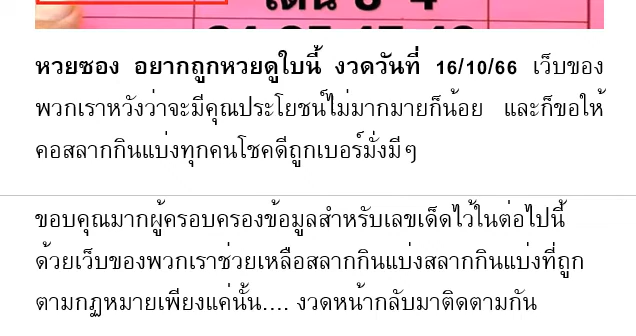 หวยซอง อยากถูกหวยดูใบนี้ งวดวันที่ 16/10/66 เว็บของ
พวกเราหวังว่าจะมีคุณประโยชน์ไม่มากมายก็น้อย และก็ขอให้
คอสลากกินแบ่งทุกคนโชคดีถูกเบอร์มั่งมีๆ
ขอบคุณมากผู้ครอบครองข้อมูลสำหรับเลขเด็ดไว้ในต่อไปนี้
ด้วยเว็บของพวกเราช่วยเหลือสลากกินแบ่งสลากกินแบ่งที่ถูก
ตามกฏหมายเพียงแค่นั้น.... งวดหน้ากลับมาติดตามกัน